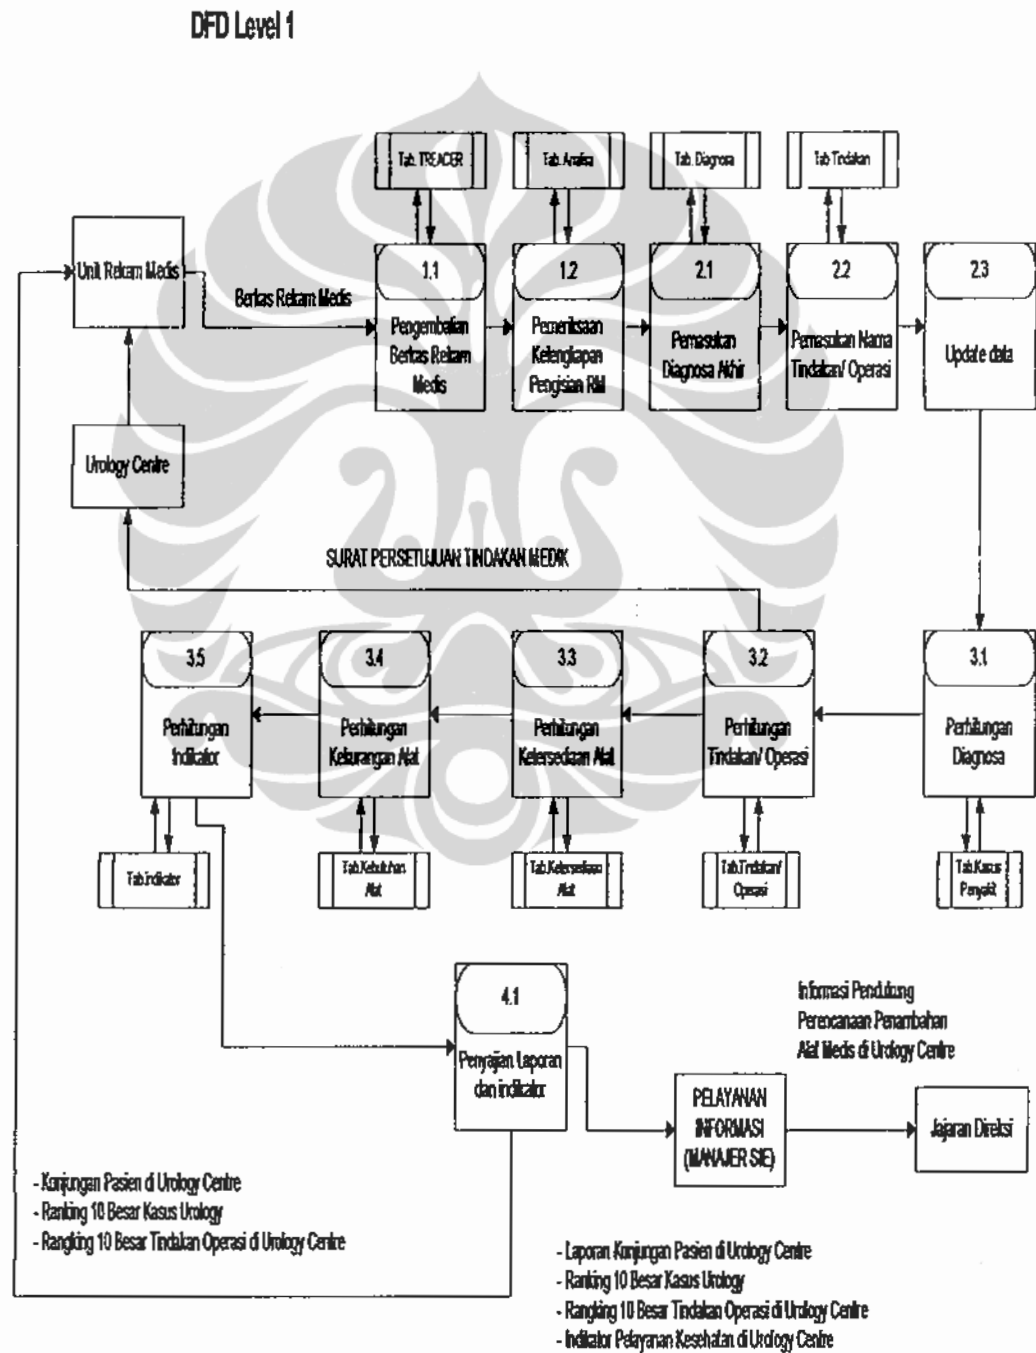 DFD Level 1
Tab. TREACER
Tab. Analisa
Tab. Diagnosa
Tab Tindakan
Unit Rekam Medis
Berkas Rekam Medis
1.1
Pengembalian
Berkas Rekam
Medis
1.2
Pemeriksaan
Kelengkapan
Pengisian RM
2.1
Pemasukan
Diagnosa Akhir
2.2
Pemasukan Nama
Tindakan/ Operasi
2.3
Update data
Urology Centre
SURAT PERSETUJUAN TINDAKAN MEDIK
3.5
Perhitungan
Indikator
3.4
Perhitungan
Kekurangan Alat
3.3
Perhitungan
Ketersediaan Alat
3.2
Perhitungan
Tindakan/ Operasi
3.1
Perhitungan
Diagnosa
Tab.Indikator
Tab.Kebutuhan
Alat
Tab.Ketersediaan
Alat
Tab.Tindakan/
Operasi
Tab.Kasus
Penyakit
4.1
Penyajian Laporan
dan indikator
Informasi Pendukung
Perencanaan Penambahan
Alat Medis di Urology Centre
PELAYANAN
INFORMASI
(MANAJER SIE)
Jajaran Direksi
- Konjungan Pasien di Urology Centre
- Ranking 10 Besar Kasus Urology
- Rangking 10 Besar Tindakan Operasi di Urology Centre
- Laporan Konjungan Pasien di Urology Centre
- Ranking 10 Besar Kasus Urology
- Rangking 10 Besar Tindakan Operasi di Urology Centre
- Indikator Pelayanan Kesehatan di Urology Centre